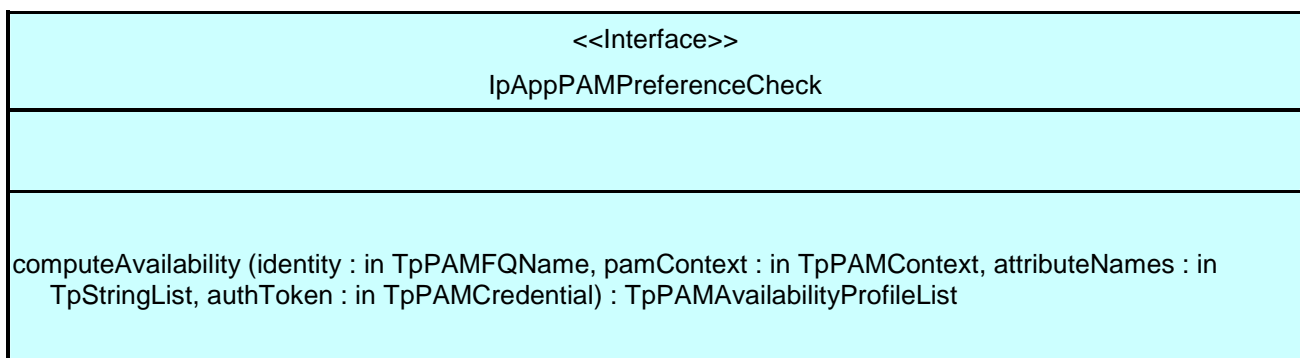 <<Interface>>
IpAppPAMPreferenceCheck
computeAvailability (identity : in TpPAMFQName, pamContext : in TpPAMContext, attributeNames : in
TpStringList, authToken : in TpPAMCredential) : TpPAMAvailabilityProfileList